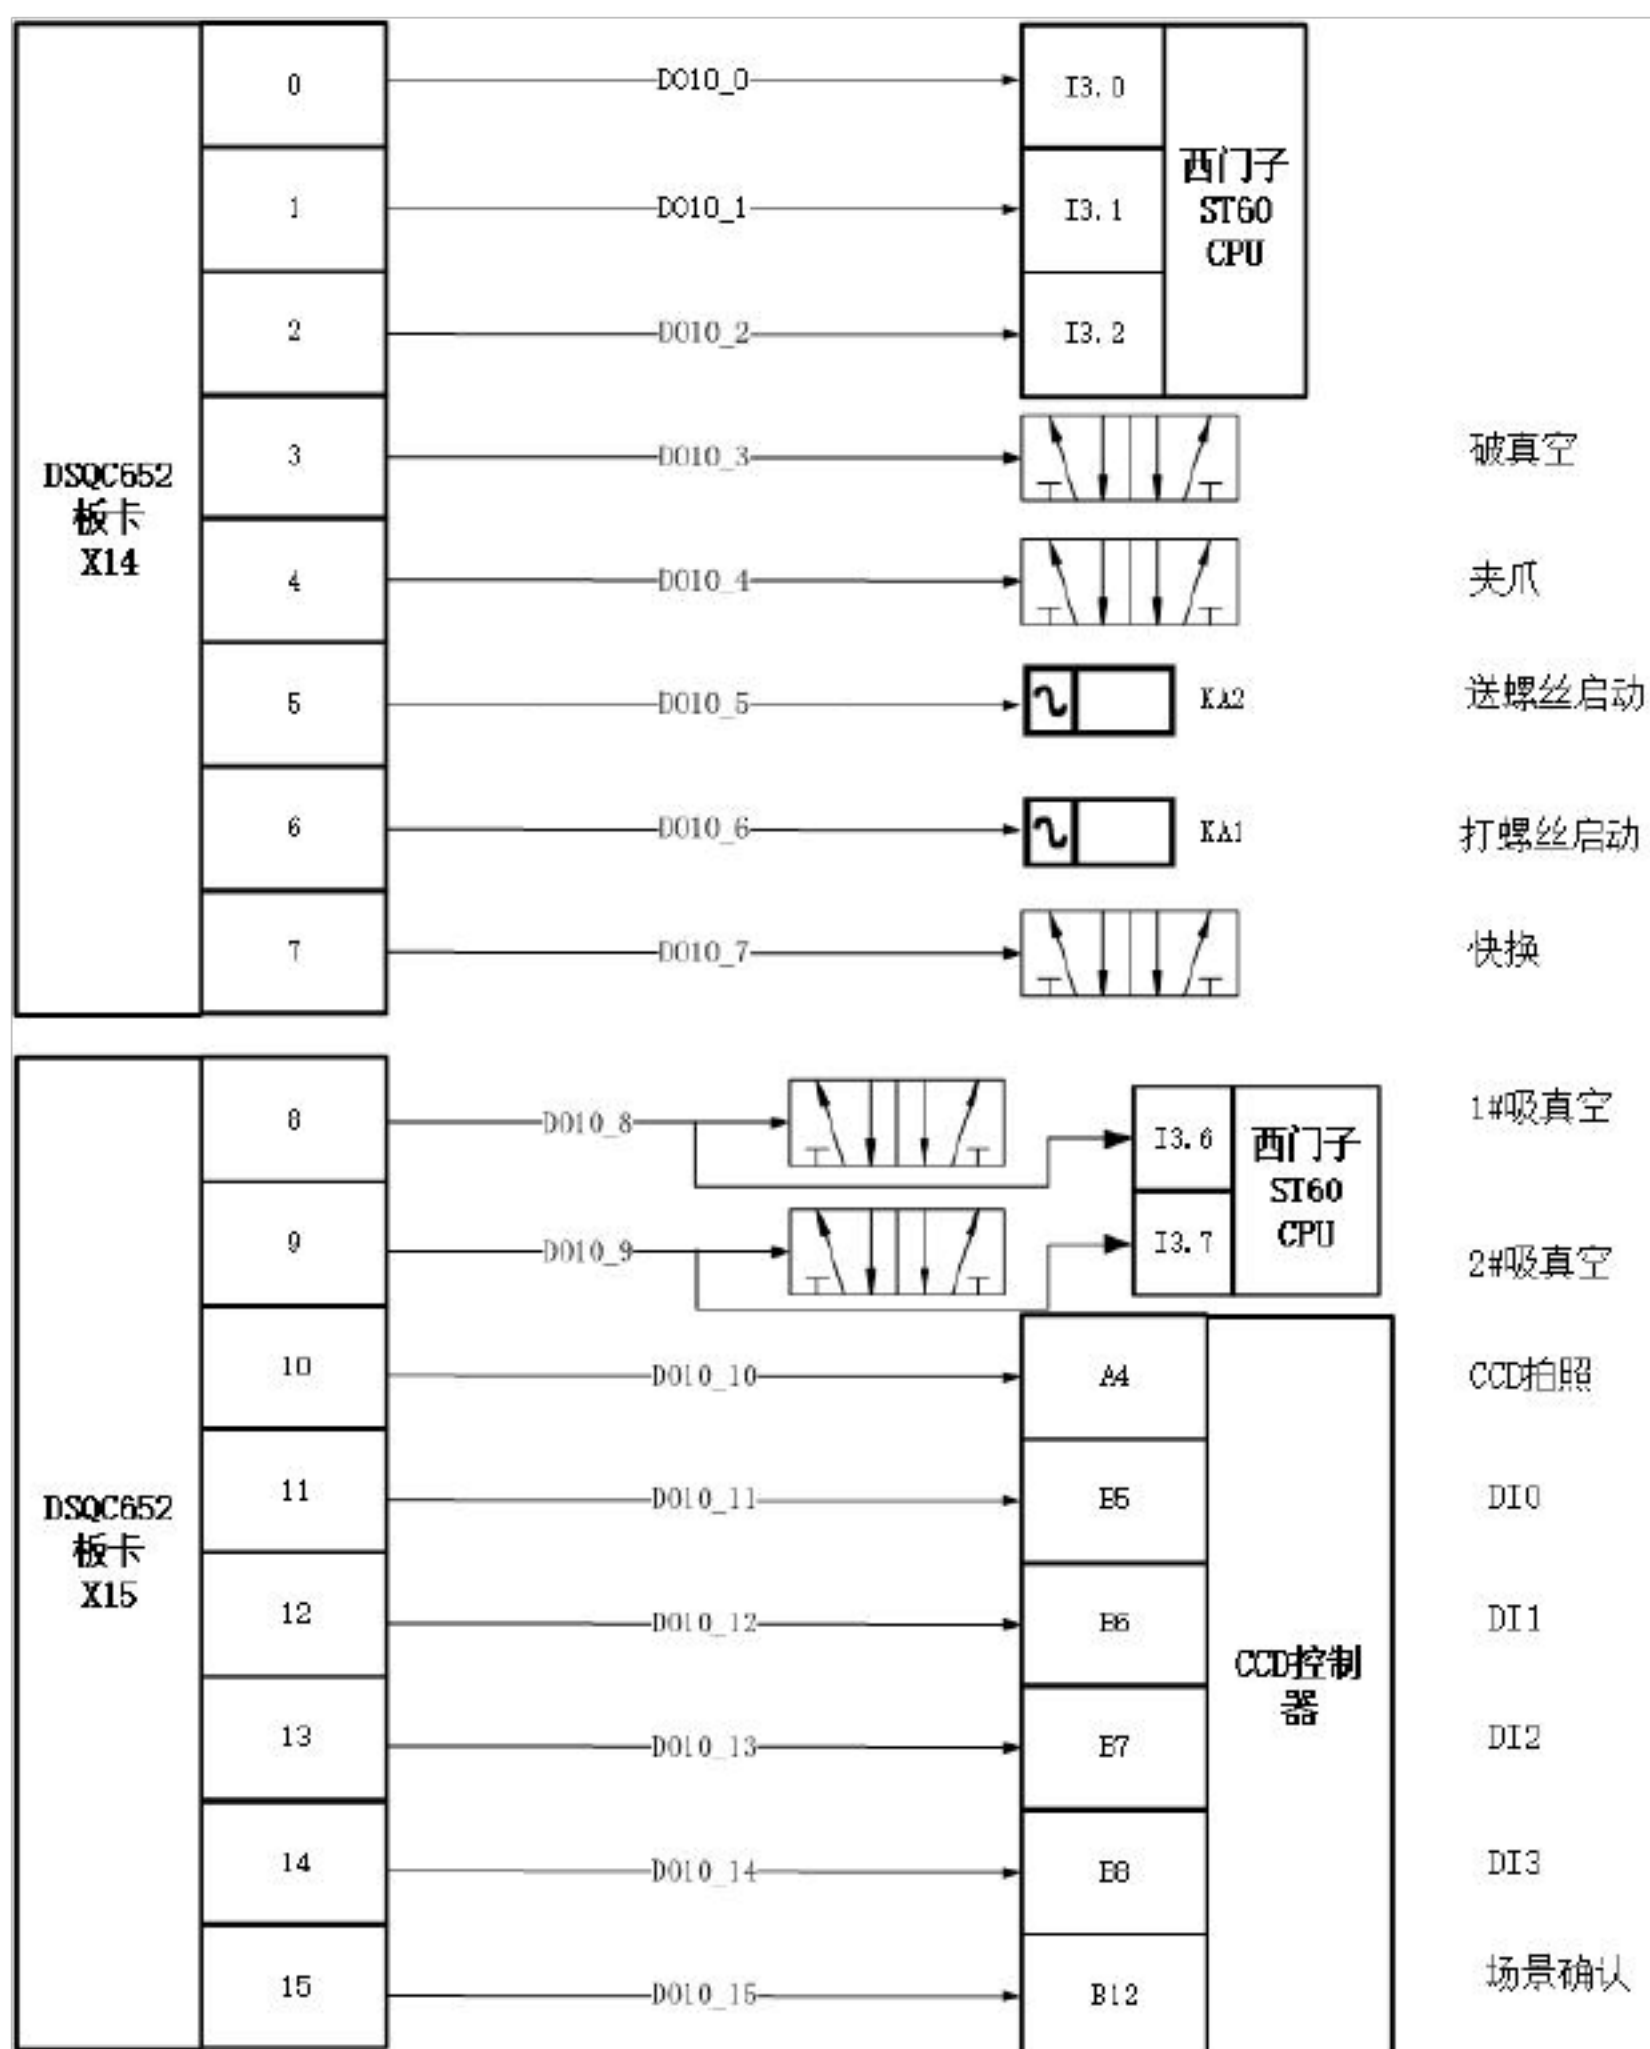 0
DO10_0
I3.0
1
DO10_1
I3.1
2
DO10_2
I3.2
西门子
ST60
CPU
DSQC652
板卡
X14
3
DO10_3
破真空
4
DO10_4
夹爪
5
DO10_5
KA2
送螺丝启动
6
DO10_6
KA1
打螺丝启动
7
DO10_7
快换
8
DO10_8
I3.6
1#吸真空
9
DO10_9
I3.7
2#吸真空
西门子
ST60
CPU
DSQC652
板卡
X15
10
DO10_10
A4
CCD拍照
11
DO10_11
B5
DI0
12
DO10_12
B6
DI1
13
DO10_13
B7
DI2
14
DO10_14
B8
DI3
15
DO10_15
B12
场景确认
CCD控制
器